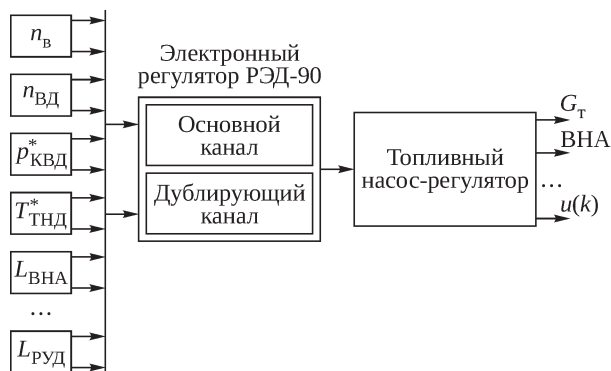 n_в
n_ВД
p*_КВД
T*_ТНД
L_ВНА
...
L_РУД
Электронный
регулятор РЭД-90
Основной
канал
Дублирующий
канал
Топливный
насос-регулятор
G_т
ВНА
...
u(k)